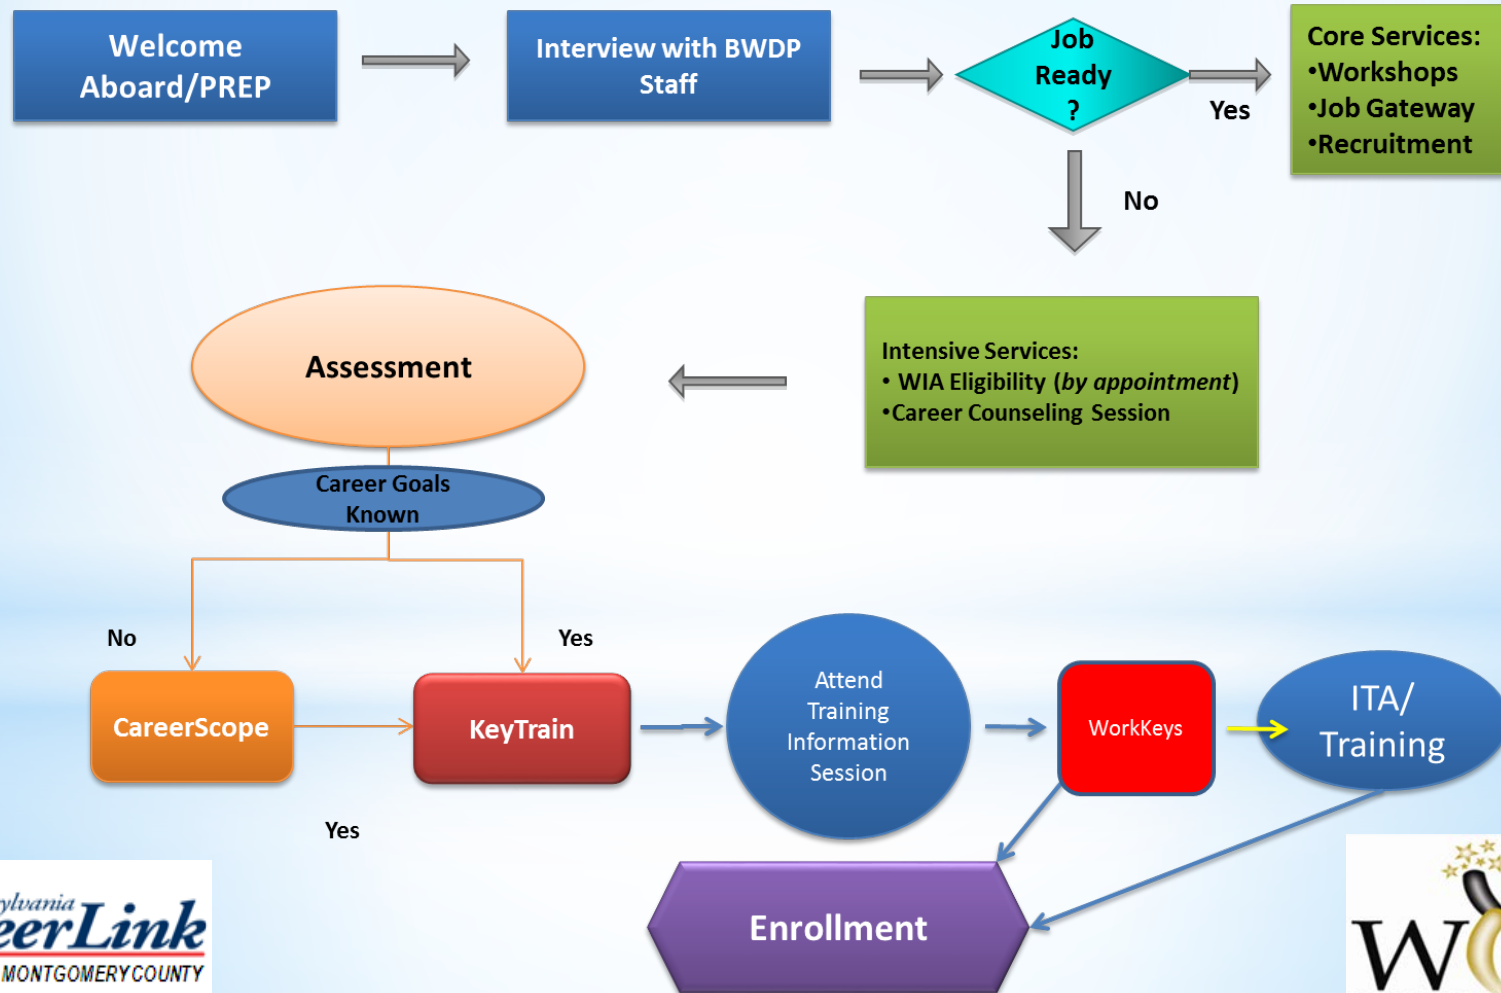 Welcome
Aboard/PREP
Interview with BWDP
Staff
Job
Ready
?
Yes
Core Services:
•Workshops
•Job Gateway
•Recruitment
No
Intensive Services:
• WIA Eligibility (by appointment)
•Career Counseling Session
Assessment
Career Goals
Known
No
Yes
CareerScope
KeyTrain
Attend
Training
Information
Session
WorkKeys
ITA/
Training
Yes
Enrollment
sylvania
eerLink
MONTGOMERY COUNTY